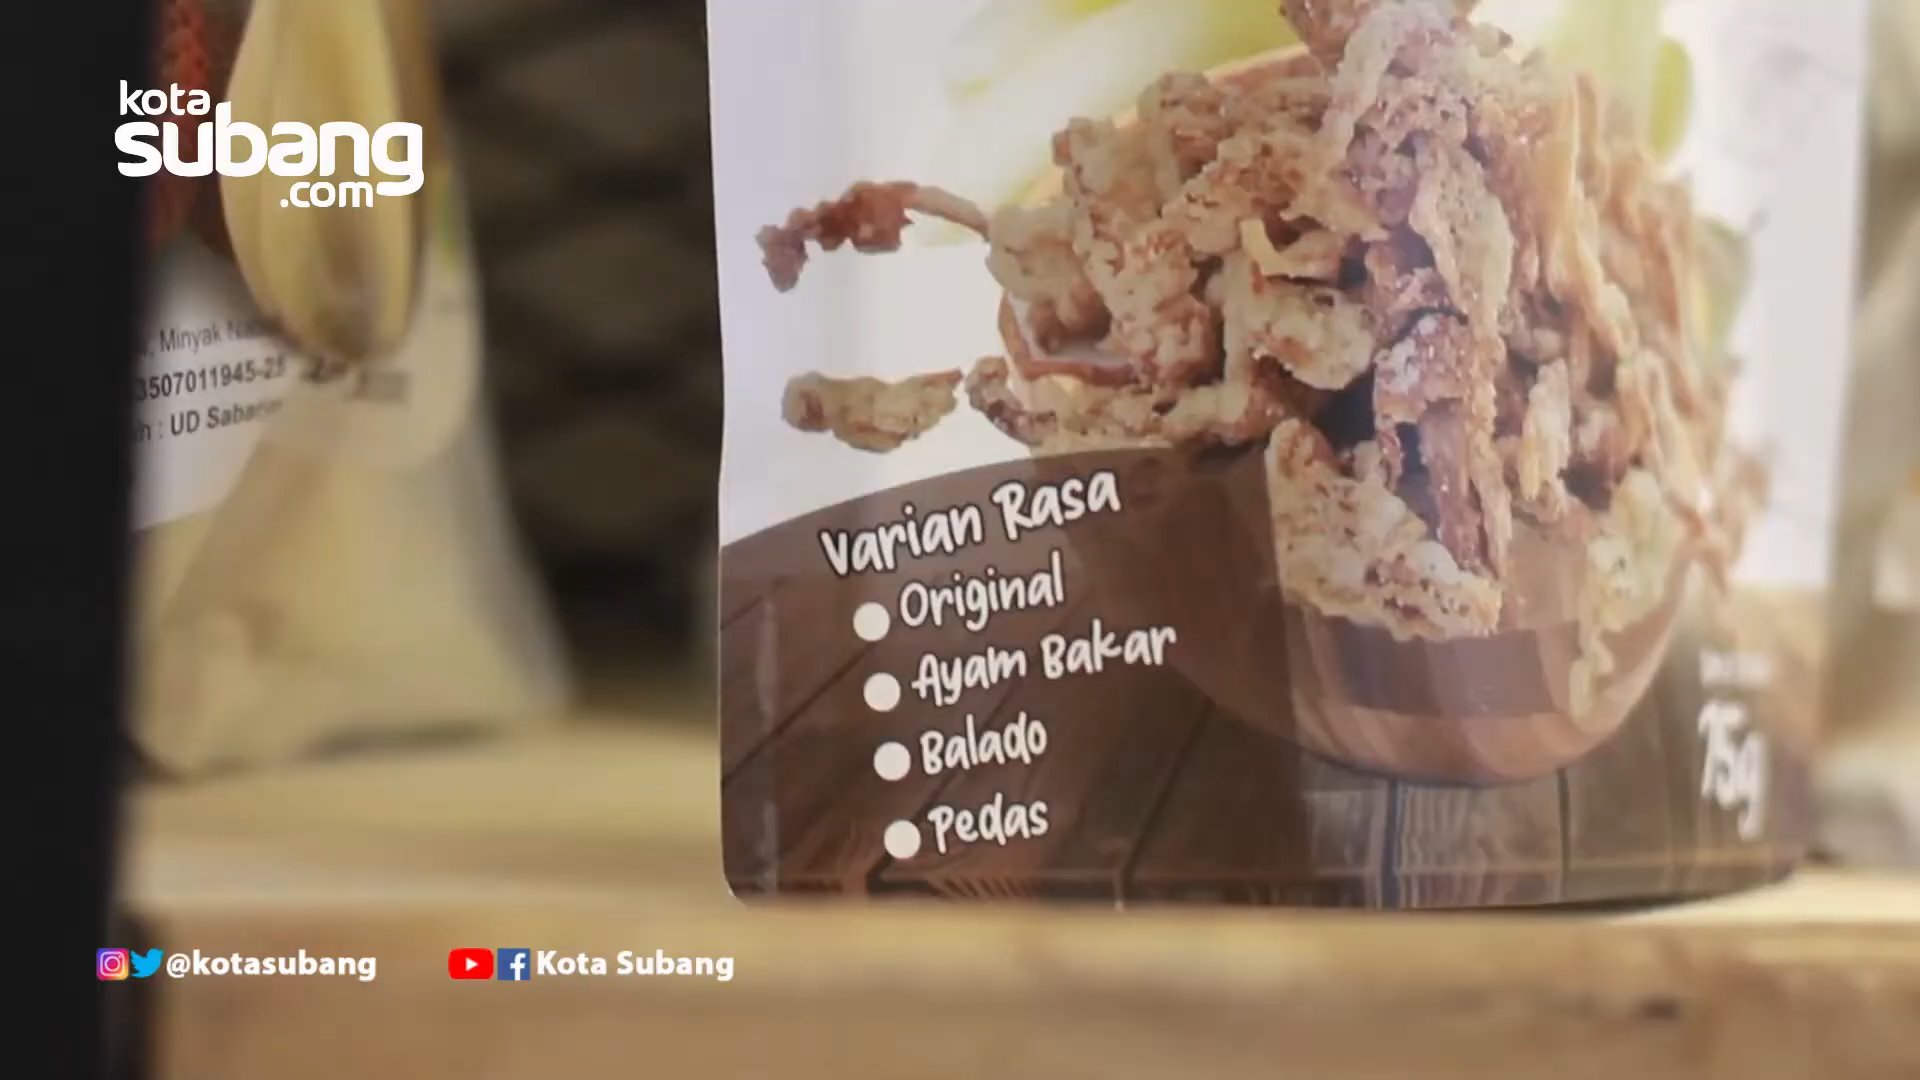 kota
subang
.com
Minyak
3507011945-25
: UD
Varian Rasa
Original
Ayam Bakar
Balado
Pedas
75g
@kotasubang
Kota Subang